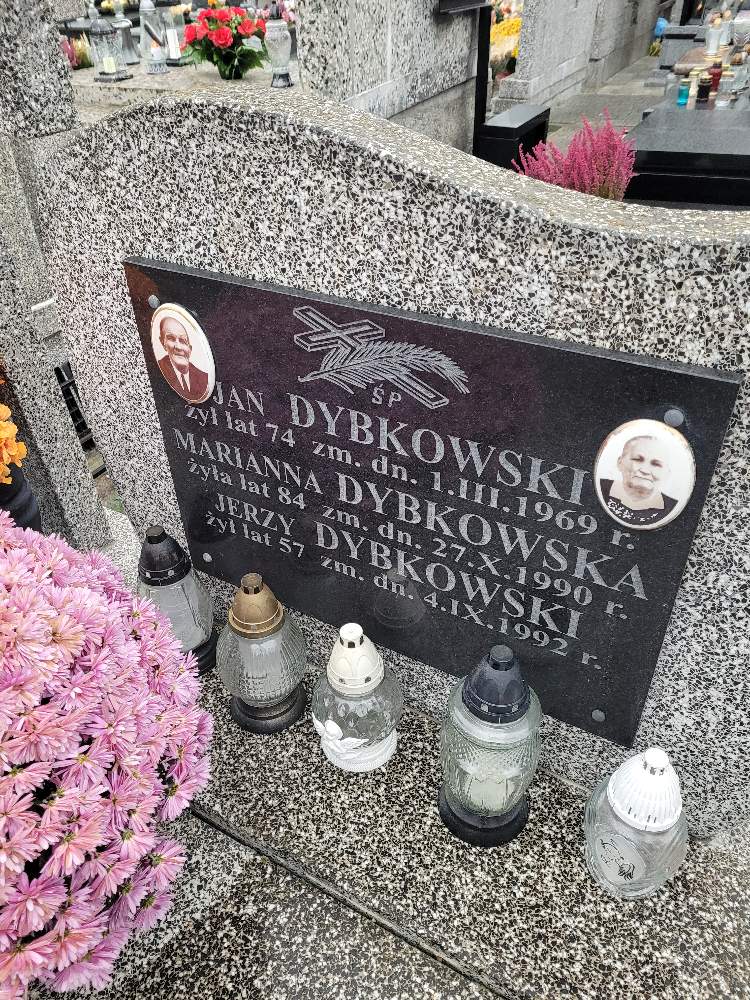 ŚP
JAN DYBKOWSKI
żył lat 74 zm. dn. 1.III.1969 r.
MARIANNA DYBKOWSKA
żyła lat 84 zm. dn. 27.X.1990 r.
JERZY DYBKOWSKI
żył lat 57 zm. dn. 4.IX.1992 r.